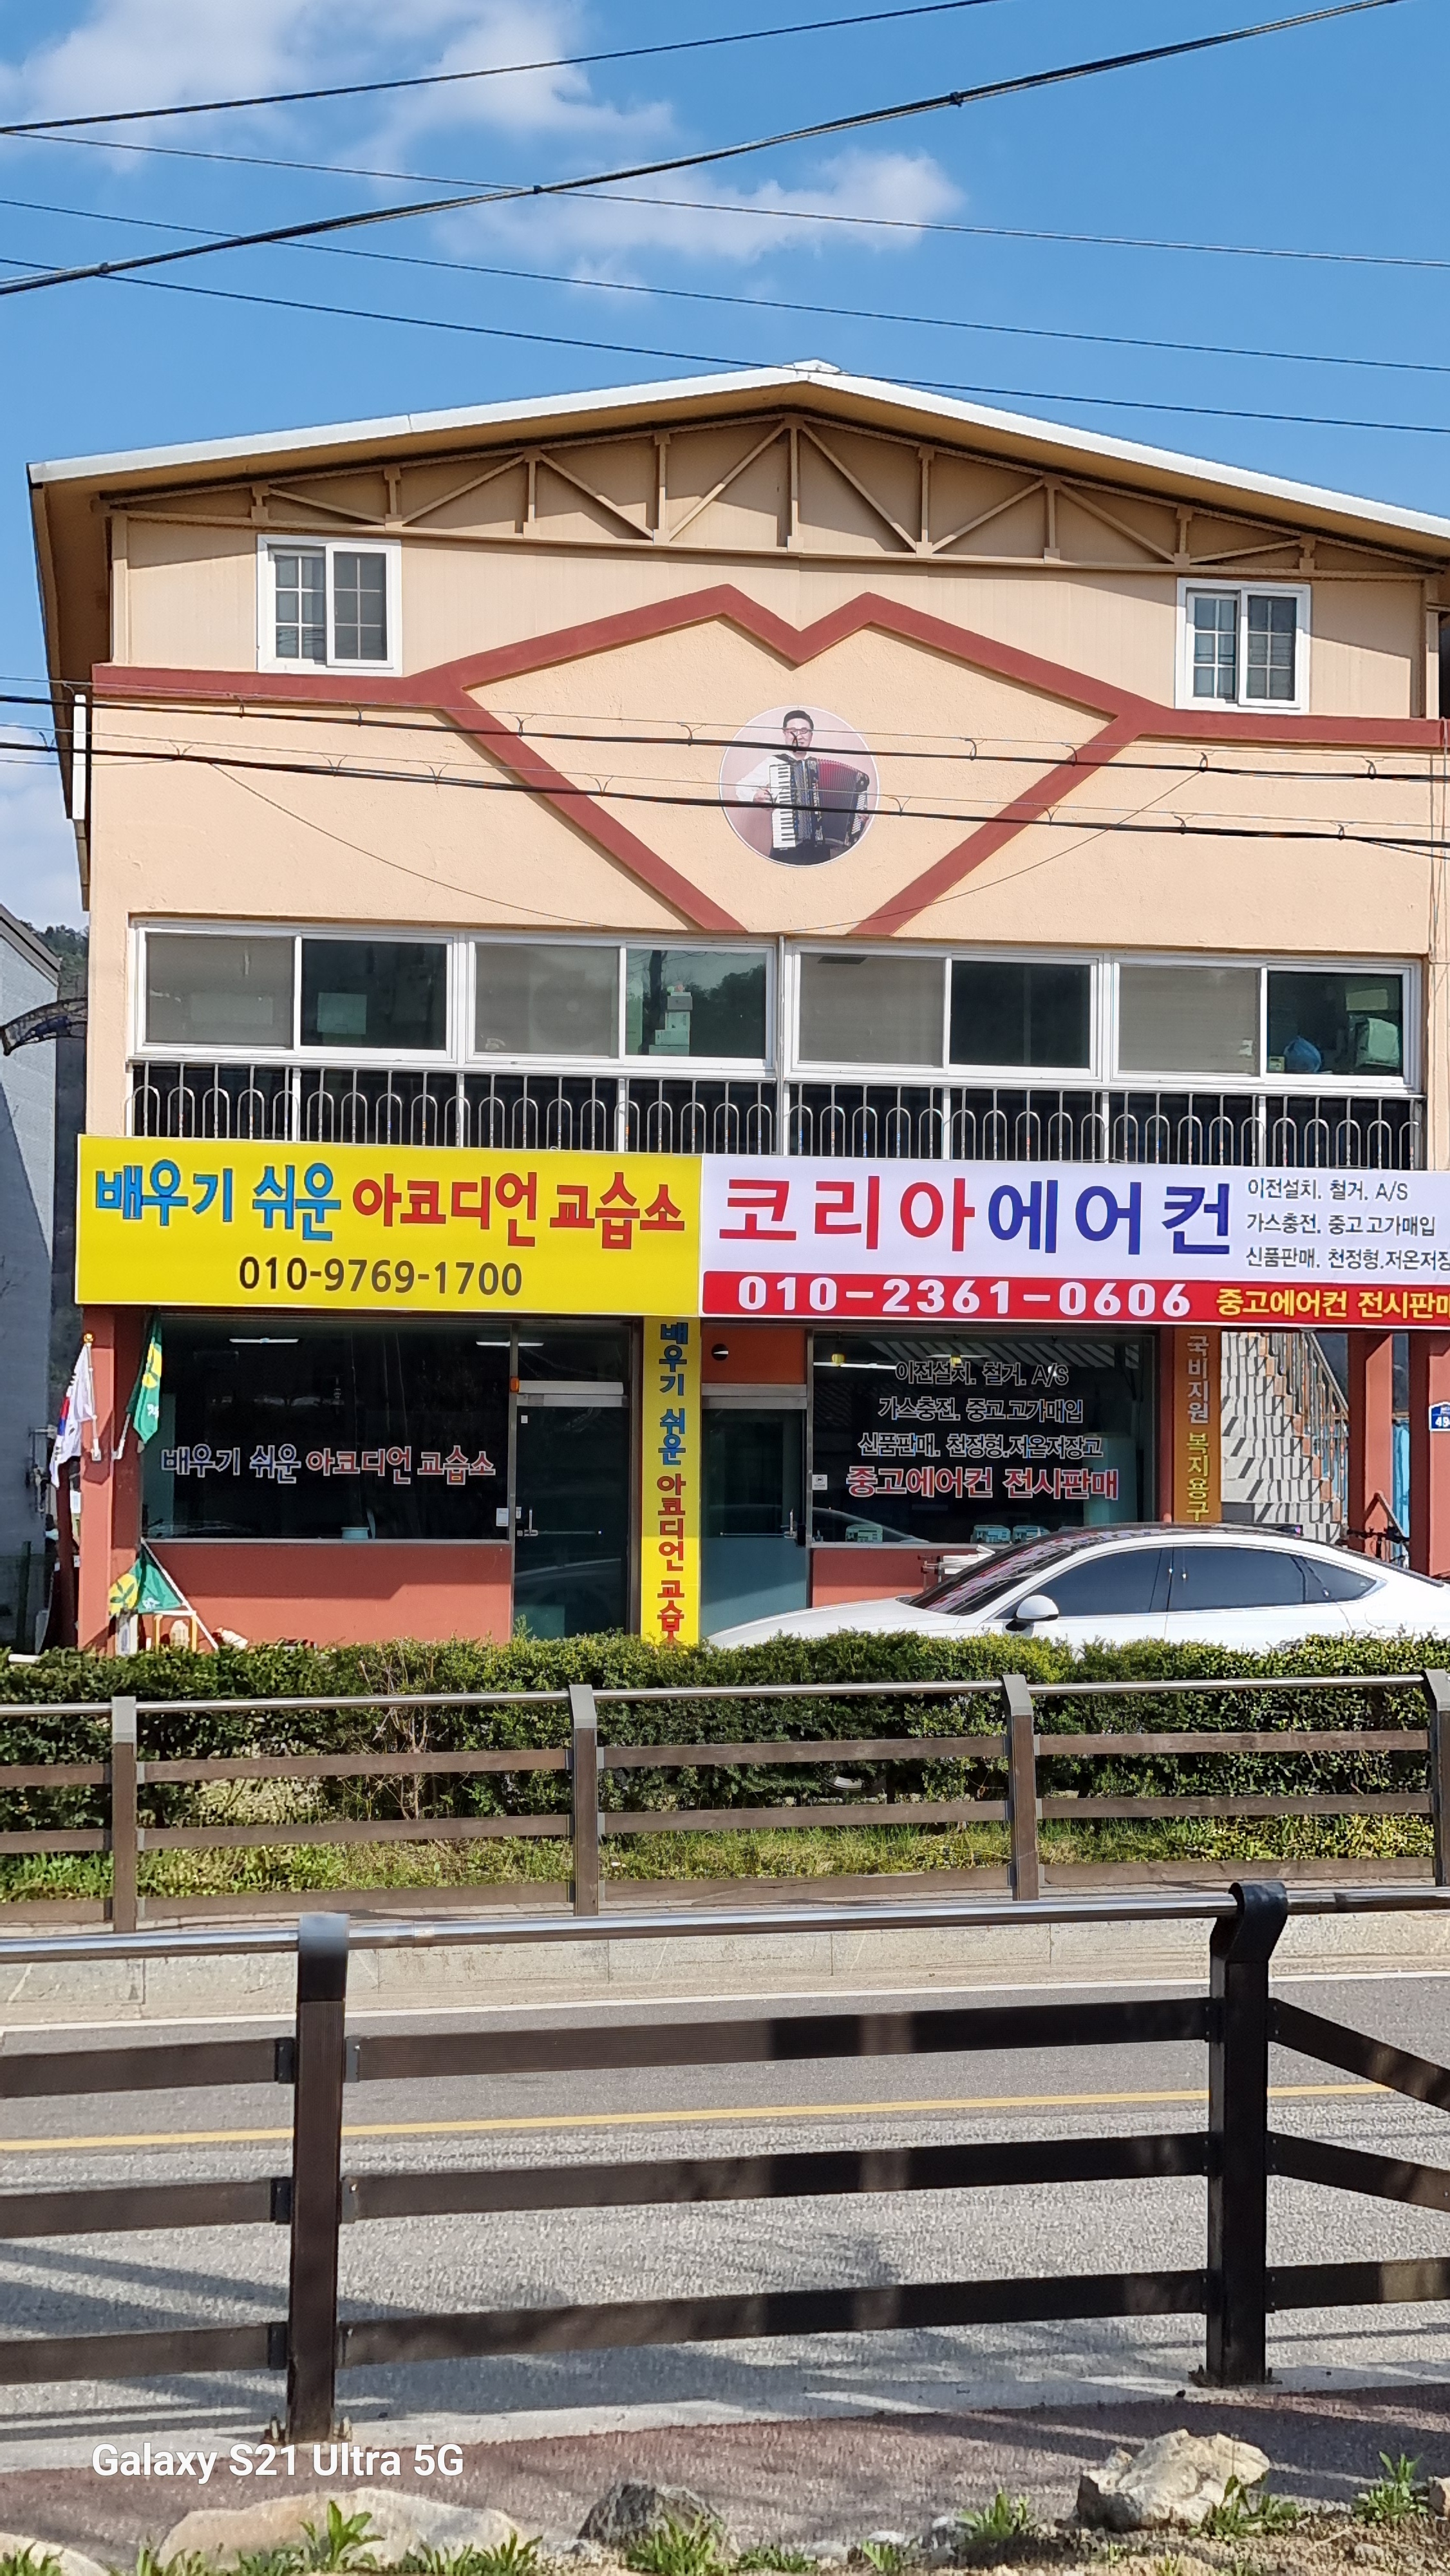 배우기 쉬운 아코디언 교습소
010-9769-1700
코리아에어컨
이전설치. 철거. A/S
가스충전. 중고고가매입
신품판매. 천정형.저온저장
010-2361-0606
중고에어컨 전시판매
배우기 쉬운 아코디언 교습소
배우기 쉬운 아코디언 교습
이전설치. 철거. A/S
가스충전. 중고고가매입
신품판매. 천정형.저온저장고
중고에어컨 전시판매
국비지원 복지용구
49
Galaxy S21 Ultra 5G